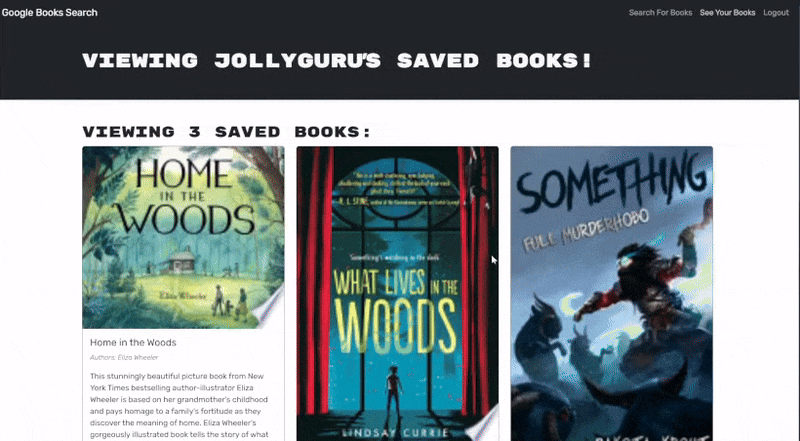 Google Books Search
Search For Books See Your Books Logout
VIEWING JOLLYGURU'S SAVED BOOKS!
VIEWING 3 SAVED BOOKS:
HOME
IN THE
WOODS
Eliza Wheeler
Home in the Woods
Authors: Eliza Wheeler
This stunningly beautiful picture book from New
York Times bestselling author-illustrator Eliza
Wheeler is based on her grandmother's childhood
and pays homage to a family's fortitude as they
discover the meaning of home. Eliza Wheeler's
gorgeously illustrated book tells the story of what
R. L. STINE,
Something's waiting in the dark
WHAT LIVES IN THE
WOODS
LINDSAY CURRIE
SOMETHING
FULL MURDERHOBO
DAKOTA KROUT